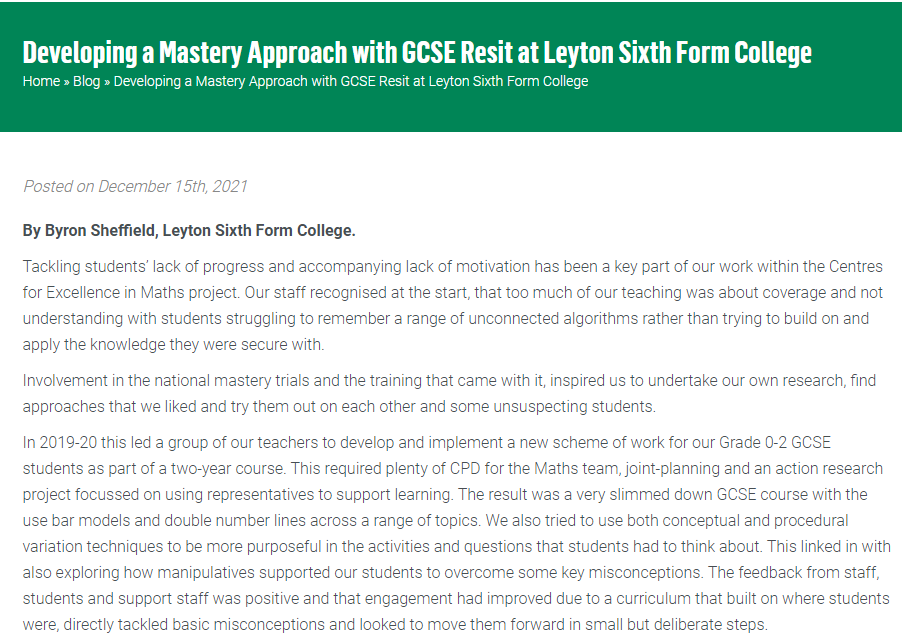 Developing a Mastery Approach with GCSE Resit at Leyton Sixth Form College
Home » Blog » Developing a Mastery Approach with GCSE Resit at Leyton Sixth Form College
Posted on December 15th, 2021
By Byron Sheffield, Leyton Sixth Form College.
Tackling students’ lack of progress and accompanying lack of motivation has been a key part of our work within the Centres
for Excellence in Maths project. Our staff recognised at the start, that too much of our teaching was about coverage and not
understanding with students struggling to remember a range of unconnected algorithms rather than trying to build on and
apply the knowledge they were secure with.
Involvement in the national mastery trials and the training that came with it, inspired us to undertake our own research, find
approaches that we liked and try them out on each other and some unsuspecting students.
In 2019-20 this led a group of our teachers to develop and implement a new scheme of work for our Grade 0-2 GCSE
students as part of a two-year course. This required plenty of CPD for the Maths team, joint-planning and an action research
project focussed on using representatives to support learning. The result was a very slimmed down GCSE course with the
use bar models and double number lines across a range of topics. We also tried to use both conceptual and procedural
variation techniques to be more purposeful in the activities and questions that students had to think about. This linked in with
also exploring how manipulatives supported our students to overcome some key misconceptions. The feedback from staff,
students and support staff was positive and that engagement had improved due to a curriculum that built on where students
were, directly tackled basic misconceptions and looked to move them forward in small but deliberate steps.